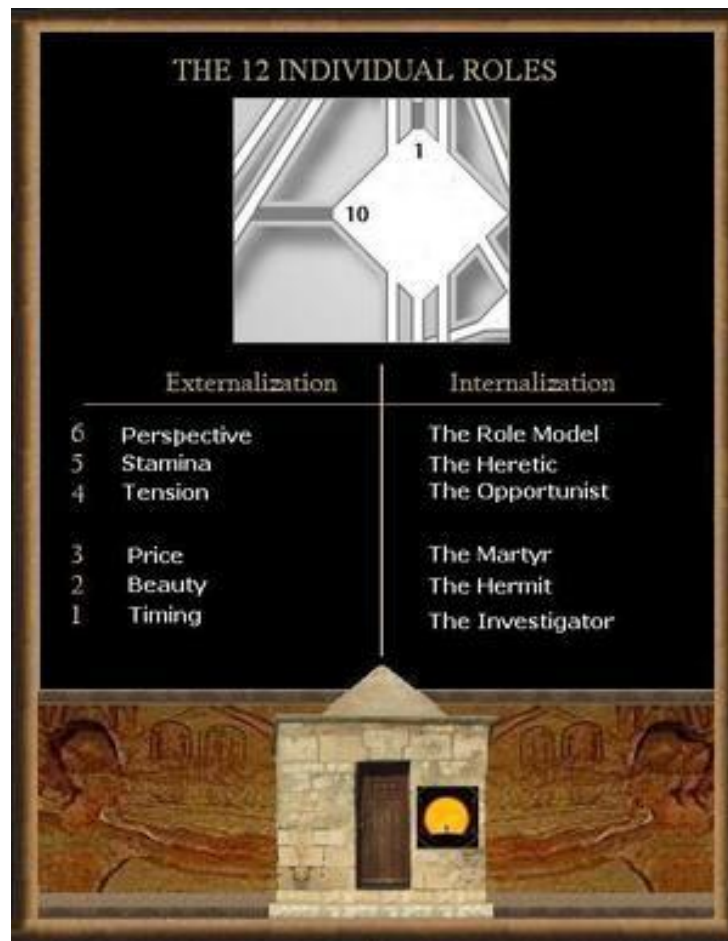 THE 12 INDIVIDUAL ROLES
1
10
Externalization Internalization
6 Perspective The Role Model
5 Stamina The Heretic
4 Tension The Opportunist
3 Price The Martyr
2 Beauty The Hermit
1 Timing The Investigator